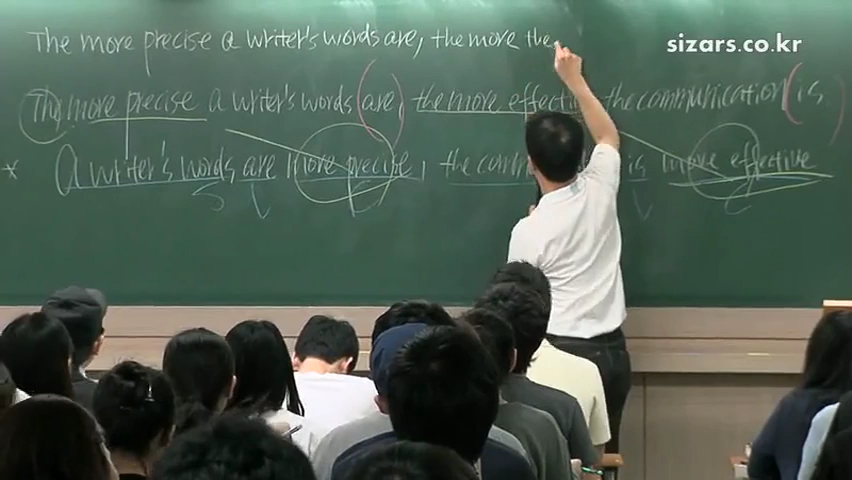 The more precise a writer's words are, the more the
sizars.co.kr
The more precise a writer's words (are), the more effective the communication (is).
* A writer's words are more precise, the comm is more effective